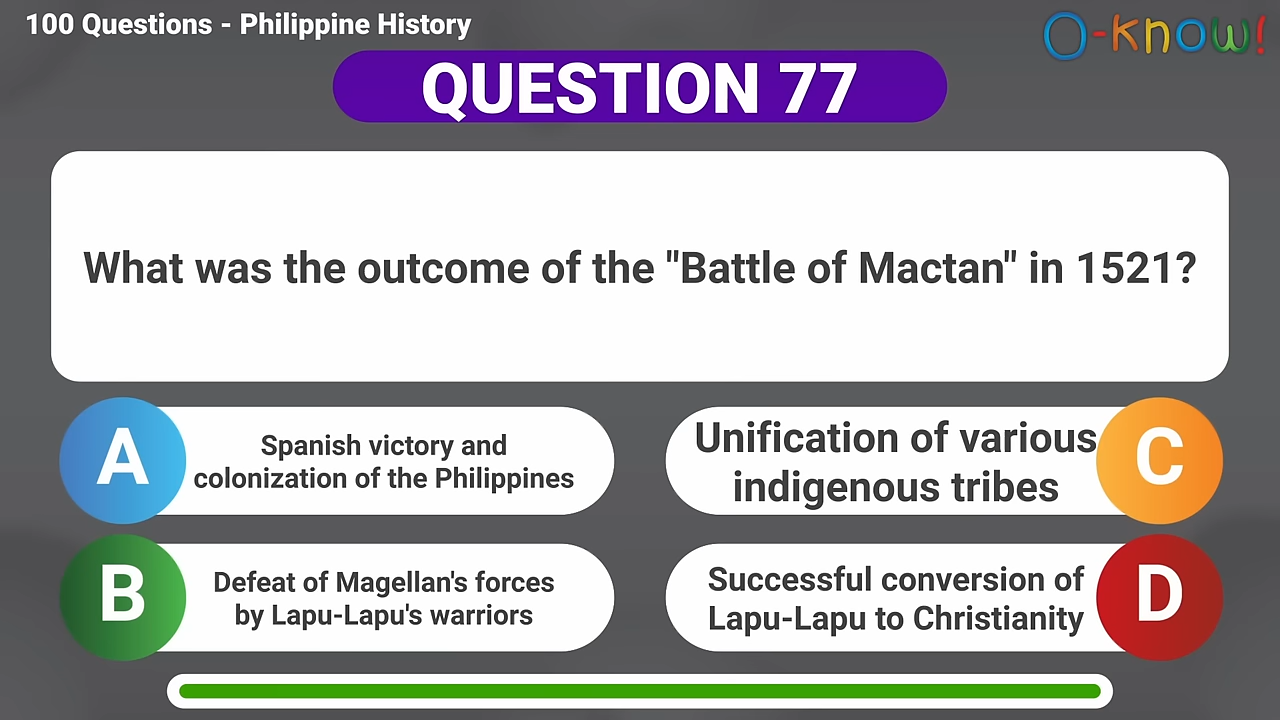 100 Questions - Philippine History
O-know!
QUESTION 77
What was the outcome of the "Battle of Mactan" in 1521?
A
Spanish victory and
colonization of the Philippines
B
Defeat of Magellan's forces
by Lapu-Lapu's warriors
Unification of various
indigenous tribes
C
Successful conversion of
Lapu-Lapu to Christianity
D